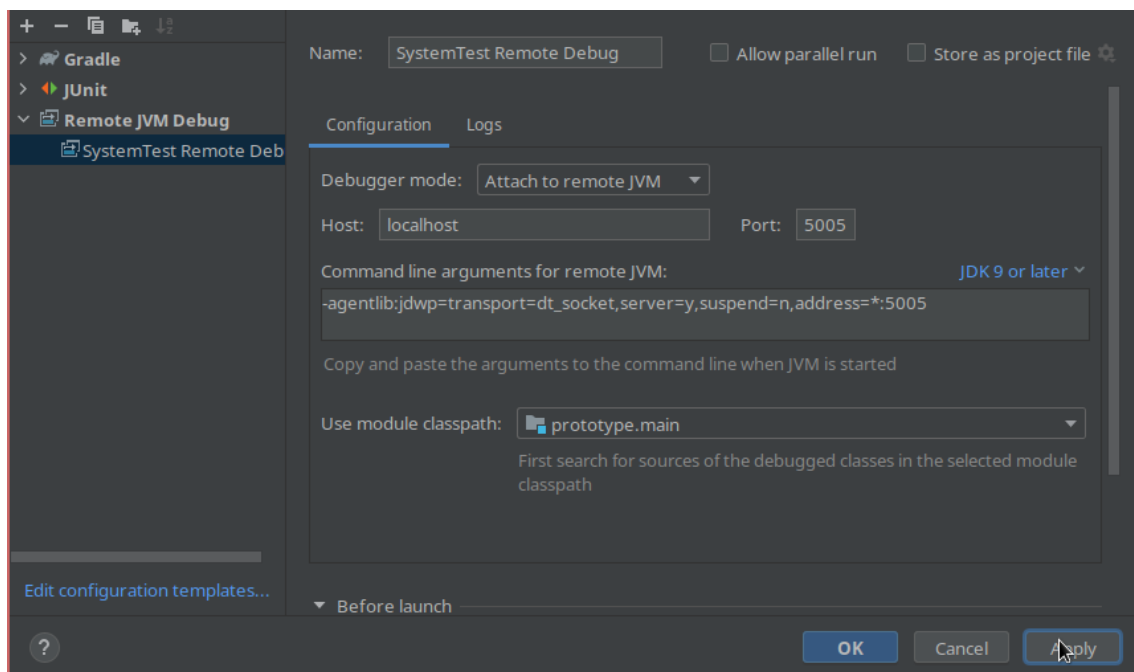 Gradle
JUnit
Remote JVM Debug
SystemTest Remote Deb
Edit configuration templates...
Name: SystemTest Remote Debug Allow parallel run Store as project file
Configuration Logs
Debugger mode: Attach to remote JVM
Host: localhost Port: 5005
Command line arguments for remote JVM: JDK 9 or later
-agentlib:jdwp=transport=dt_socket,server=y,suspend=n,address=*:5005
Copy and paste the arguments to the command line when JVM is started
Use module classpath: prototype.main
First search for sources of the debugged classes in the selected module
classpath
Before launch
? OK Cancel Apply